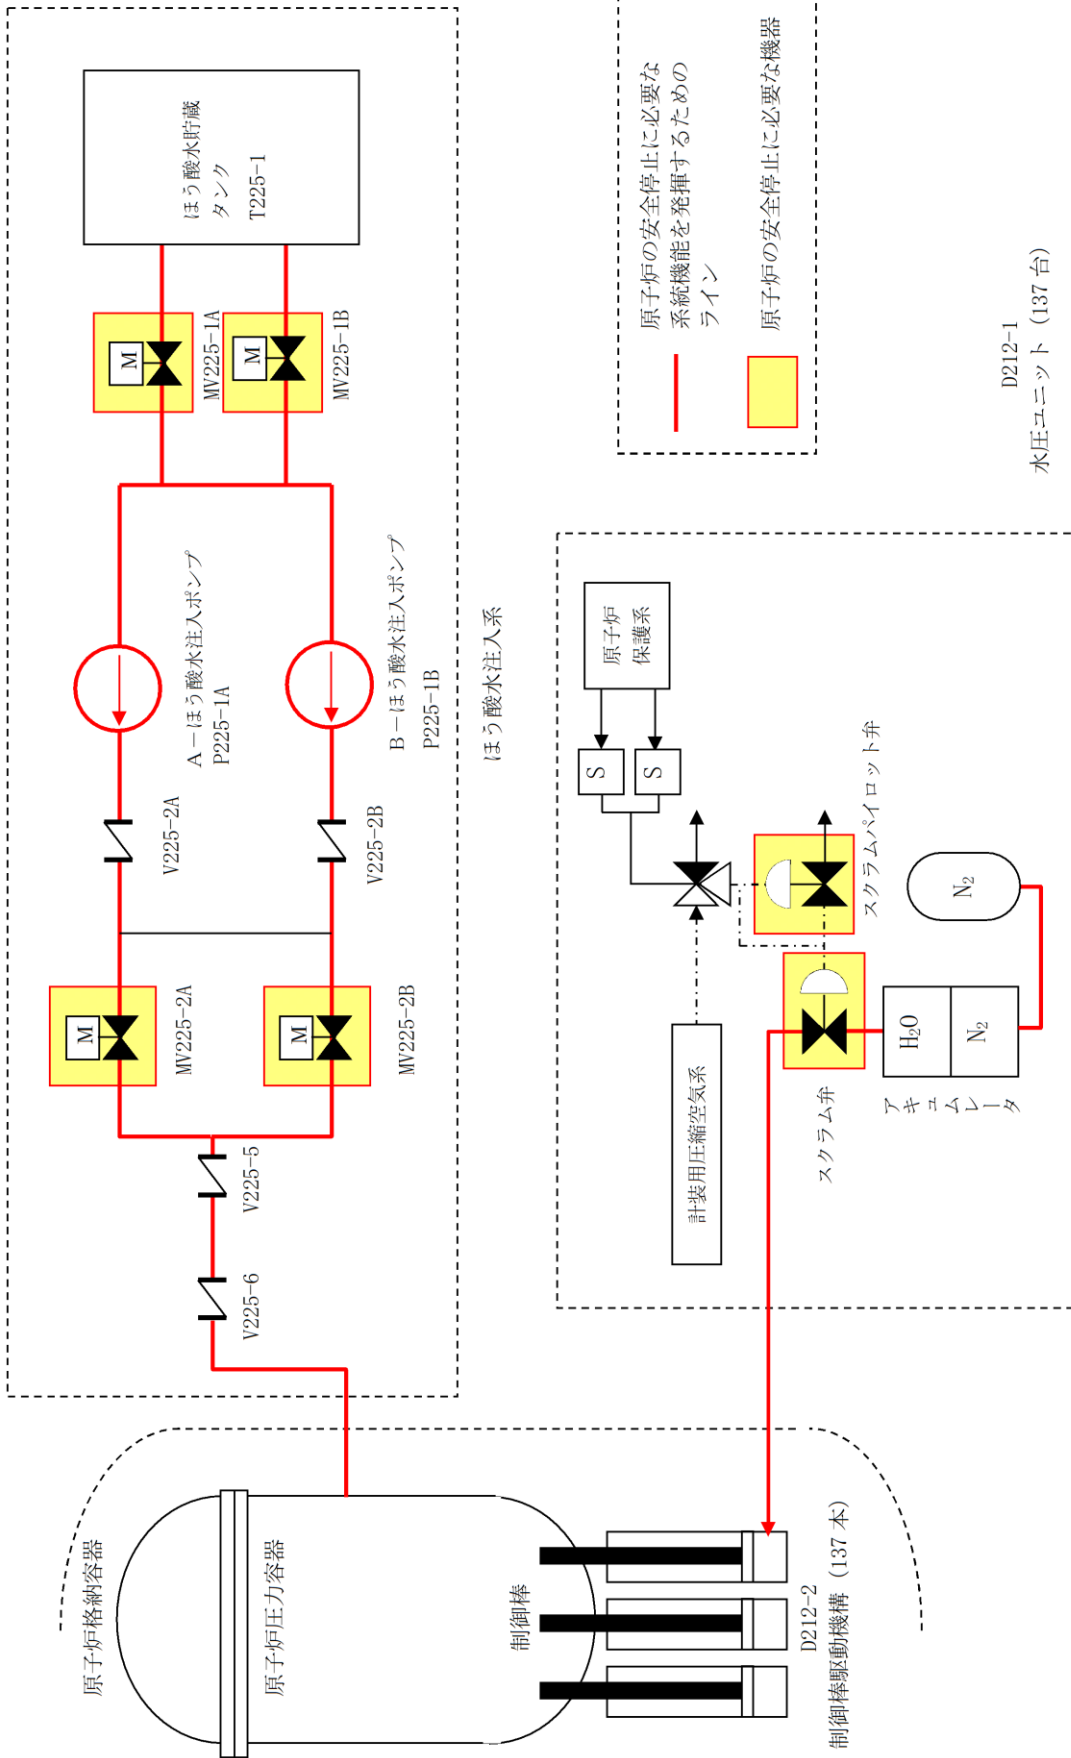 原子炉格納容器
原子炉圧力容器
制御棒
D212-2
制御棒駆動機構（137 本）
V225-6
V225-5
M
MV225-2A
M
MV225-2B
V225-2A
V225-2B
A－ほう酸水注入ポンプ
P225-1A
B－ほう酸水注入ポンプ
P225-1B
M
MV225-1A
M
MV225-1B
ほう酸水貯蔵
タンク
T225-1
ほう酸水注入系
計装用圧縮空気系
スクラム弁
アキュムレータ
H₂O
N₂
N₂
スクラムパイロット弁
S
S
原子炉
保護系
D212-1
水圧ユニット（137 台）
原子炉の安全停止に必要な
系統機能を発揮するための
ライン
原子炉の安全停止に必要な機器